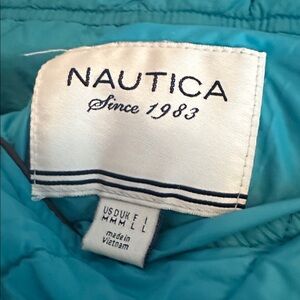 NAUTICA
Since 1983
US D UK F I
M M M L L
made in
Vietnam